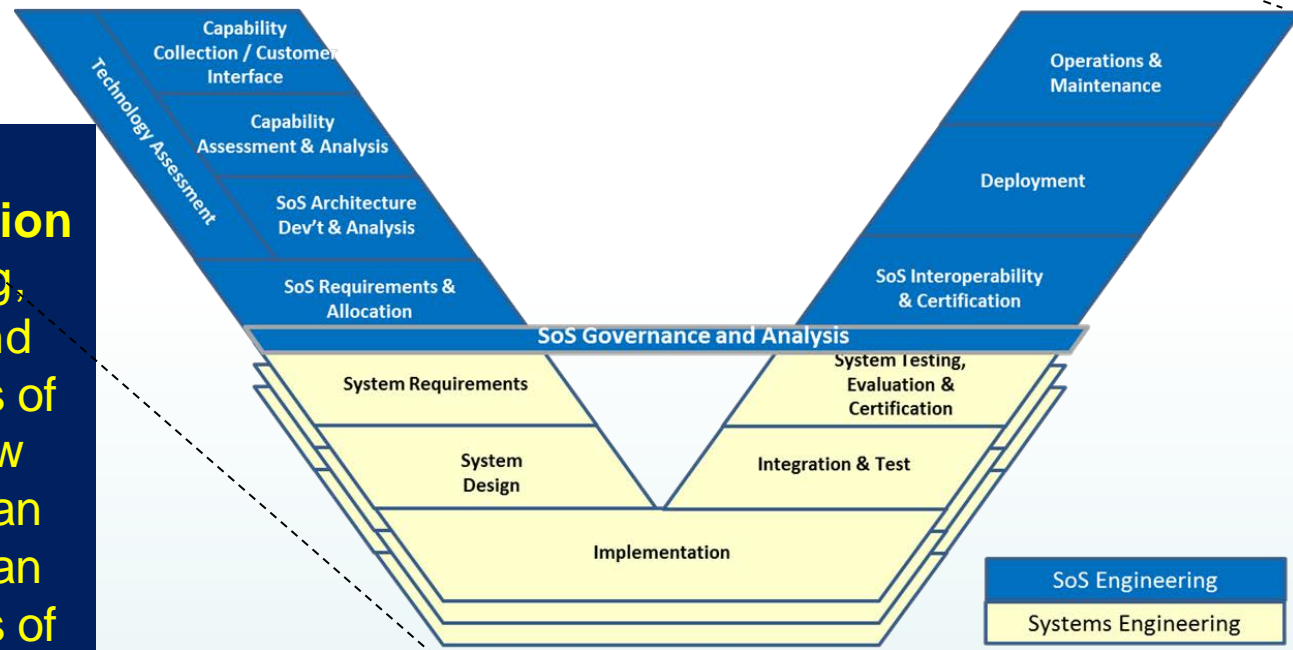 Capability
Collection / Customer
Interface
Technology Assessment
Capability
Assessment & Analysis
SoS Architecture
Dev't & Analysis
SoS Requirements &
Allocation
Operations &
Maintenance
Deployment
SoS Interoperability
& Certification
SoS Governance and Analysis
System Requirements
System
Design
System Testing,
Evaluation &
Certification
Integration & Test
Implementation
SoS Engineering
Systems Engineering
tion
g,
nd
s of
w
an
an
s of